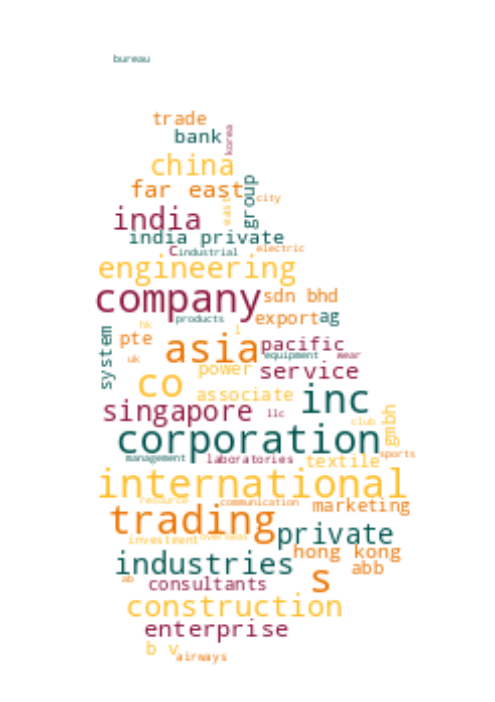 bureau
trade
bank
korea
china
far east
group
city
east
india
india private
c
industrial
electric
engineering
company
sdn bhd
products
export
ag
hk
l
system
pte
asia
pacific
equipment
wear
uk
power
service
co
associate
inc
singapore
llc
club
gmbh
corporation
management
laboratories
textile
sports
international
resource
communication
marketing
trading
private
investment
overseas
hong kong
industries
abb
ab
consultants
s
construction
enterprise
b v
airways